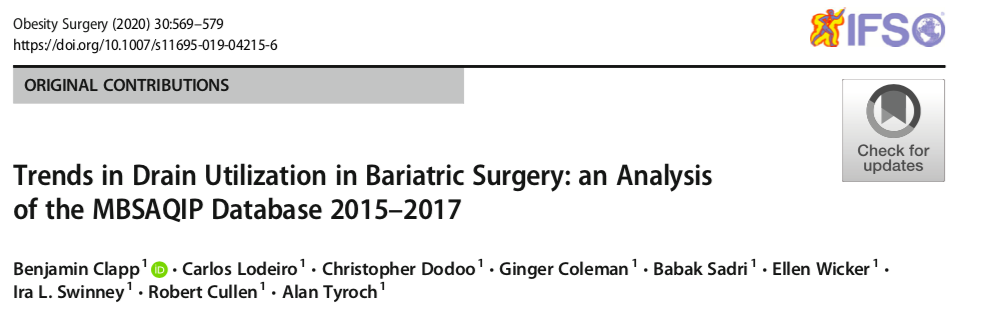 Obesity Surgery (2020) 30:569–579
https://doi.org/10.1007/s11695-019-04215-6
IFSO
ORIGINAL CONTRIBUTIONS
Check for
updates
Trends in Drain Utilization in Bariatric Surgery: an Analysis
of the MBSAQIP Database 2015–2017
Benjamin Clapp1 iD · Carlos Lodeiro1 · Christopher Dodoo1 · Ginger Coleman1 · Babak Sadri1 · Ellen Wicker1 ·
Ira L. Swinney1 · Robert Cullen1 · Alan Tyroch1